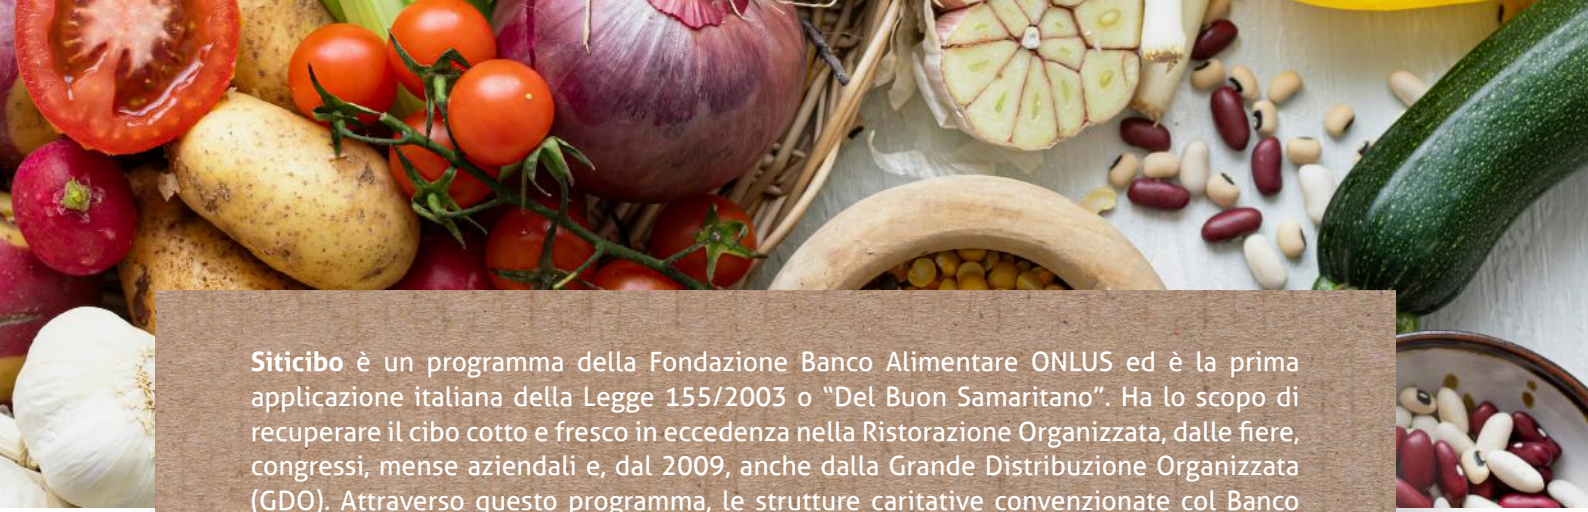 Siticibo è un programma della Fondazione Banco Alimentare ONLUS ed è la prima
applicazione italiana della Legge 155/2003 o “Del Buon Samaritano”. Ha lo scopo di
recuperare il cibo cotto e fresco in eccedenza nella Ristorazione Organizzata, dalle fiere,
congressi, mense aziendali e, dal 2009, anche dalla Grande Distribuzione Organizzata
(GDO). Attraverso questo programma, le strutture caritative convenzionate col Banco